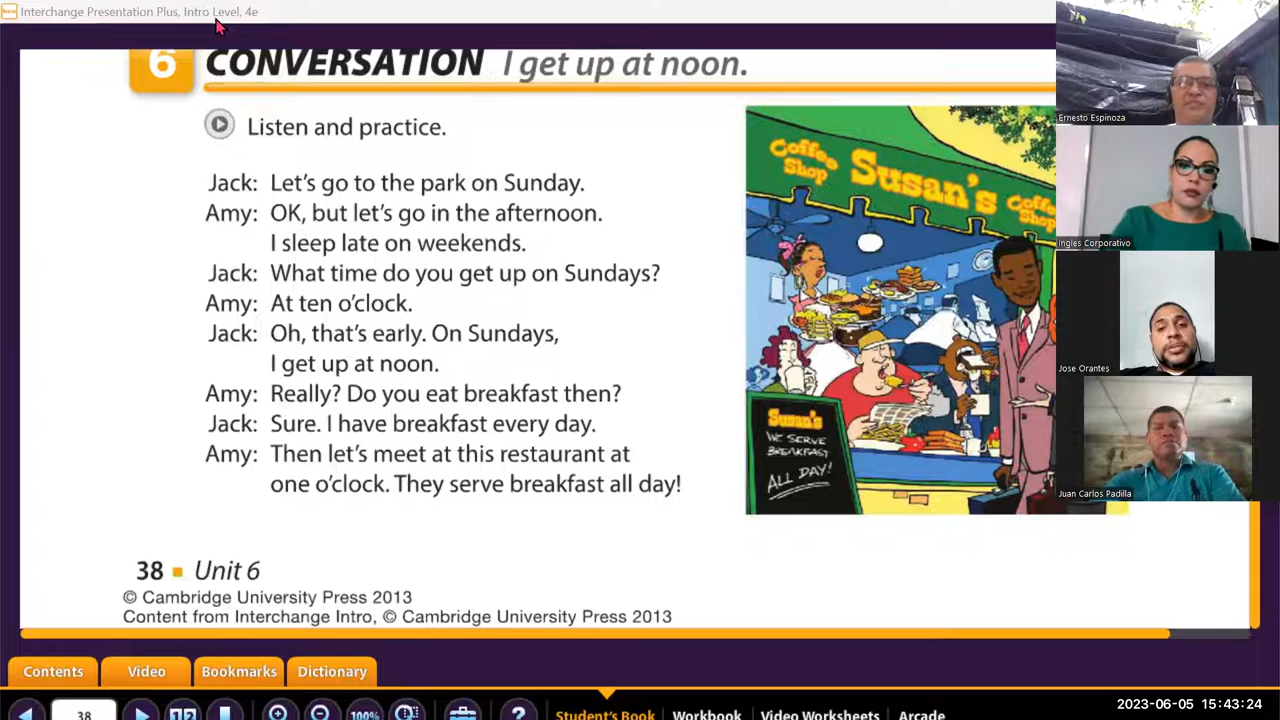 Interchange Presentation Plus, Intro Level, 4e
6 CONVERSATION I get up at noon.
Listen and practice.
Jack: Let's go to the park on Sunday.
Amy: OK, but let's go in the afternoon.
I sleep late on weekends.
Jack: What time do you get up on Sundays?
Amy: At ten o'clock.
Jack: Oh, that's early. On Sundays,
I get up at noon.
Amy: Really? Do you eat breakfast then?
Jack: Sure. I have breakfast every day.
Amy: Then let's meet at this restaurant at
one o'clock. They serve breakfast all day!
Coffee Shop
Susan's
Coffee
Susan's
WE SERVE
BREAKFAST
ALL DAY!
38 Unit 6
© Cambridge University Press 2013
Content from Interchange Intro, © Cambridge University Press 2013
Ernesto Espinoza
Ingles Corporativo
Jose Orantes
Juan Carlos Padilla
Contents
Video
Bookmarks
Dictionary
38
100%
?
Student's Book
Workbook
Video Worksheets
Arcade
2023-06-05 15:43:24